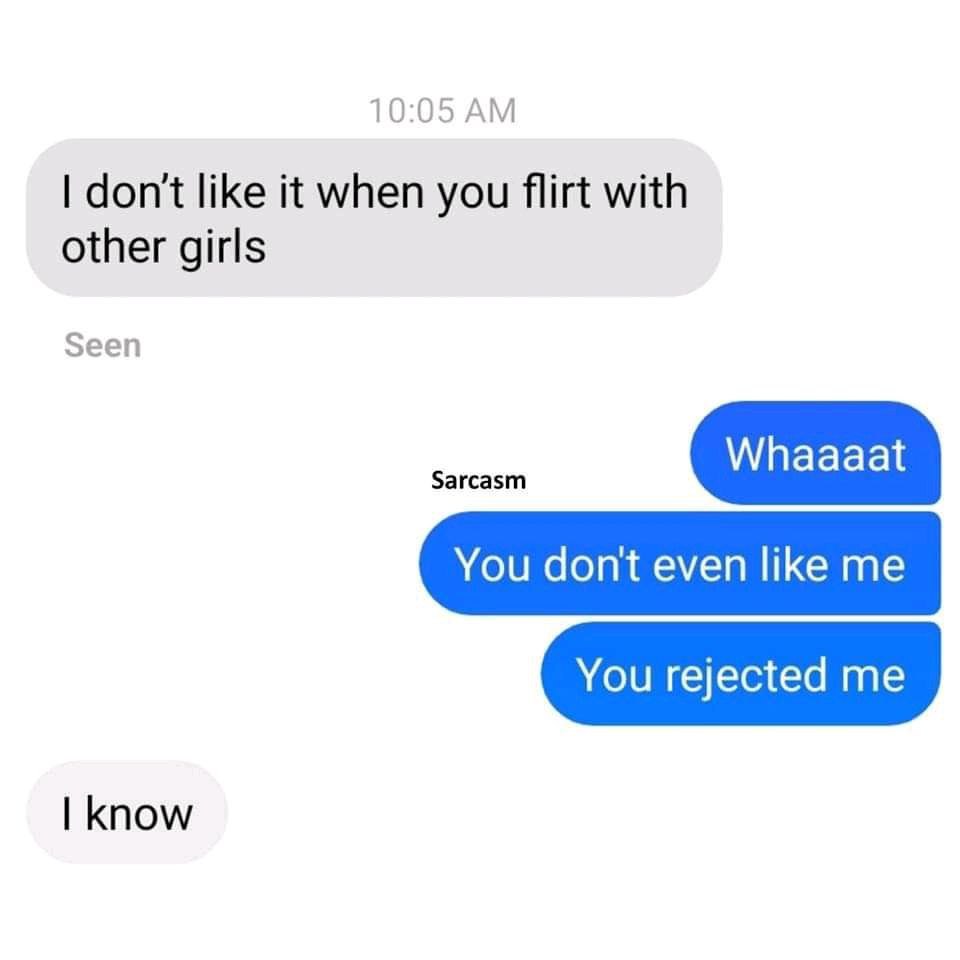 10:05 AM
I don’t like it when you flirt with
other girls
Seen
Whaaaat
Sarcasm
You don't even like me
You rejected me
I know